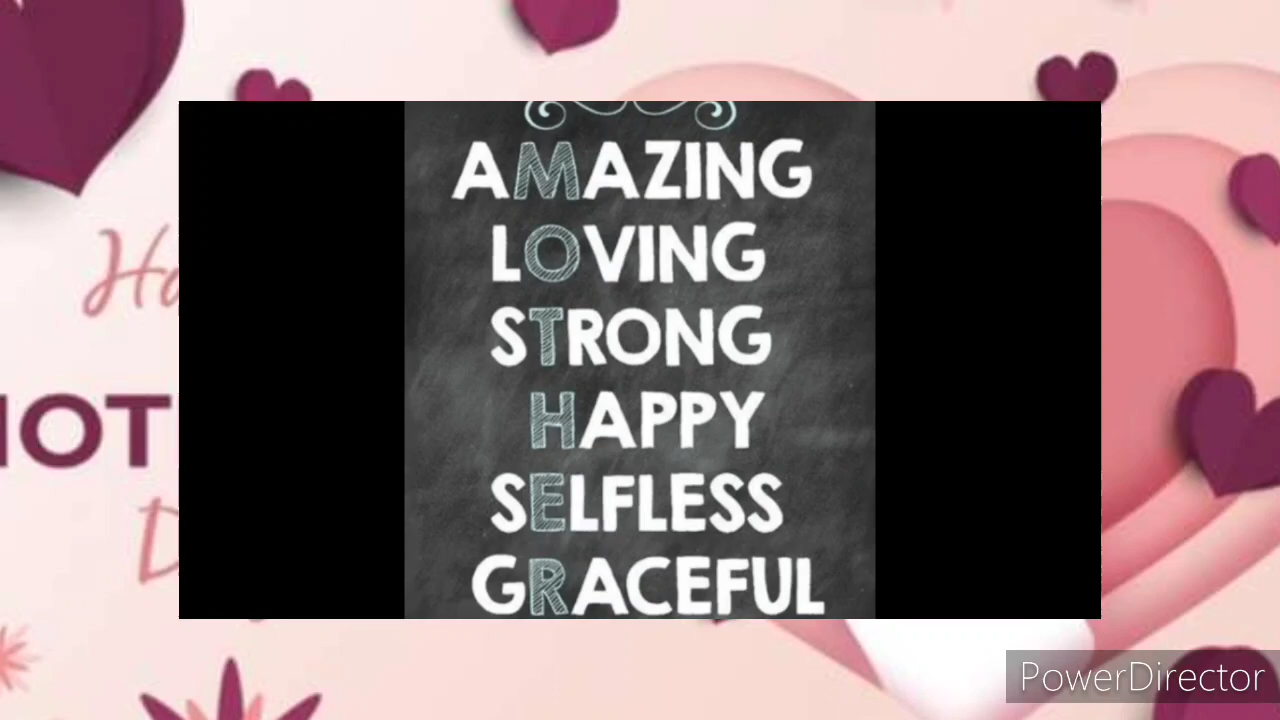 AMAZING
LOVING
STRONG
HAPPY
SELFLESS
GRACEFUL
PowerDirector